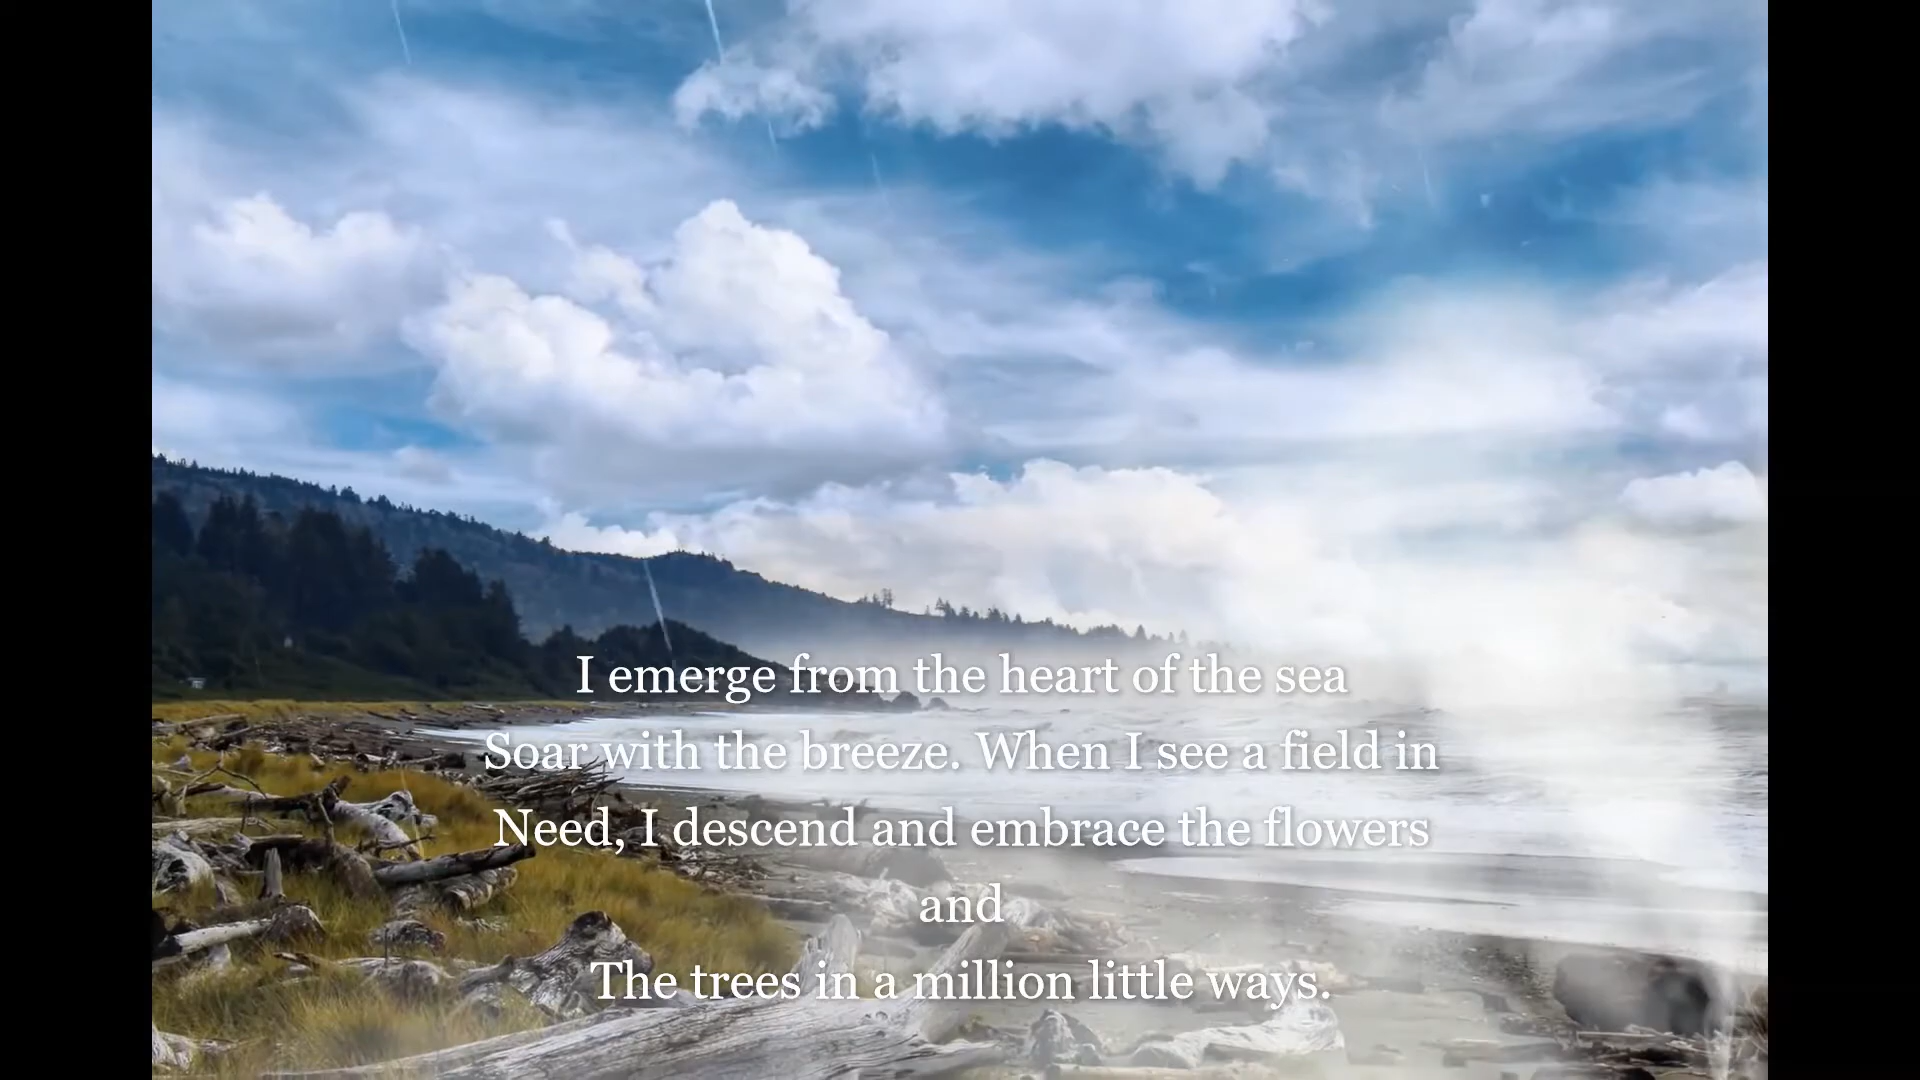 I emerge from the heart of the sea
Soar with the breeze. When I see a field in
Need, I descend and embrace the flowers
and
The trees in a million little ways.